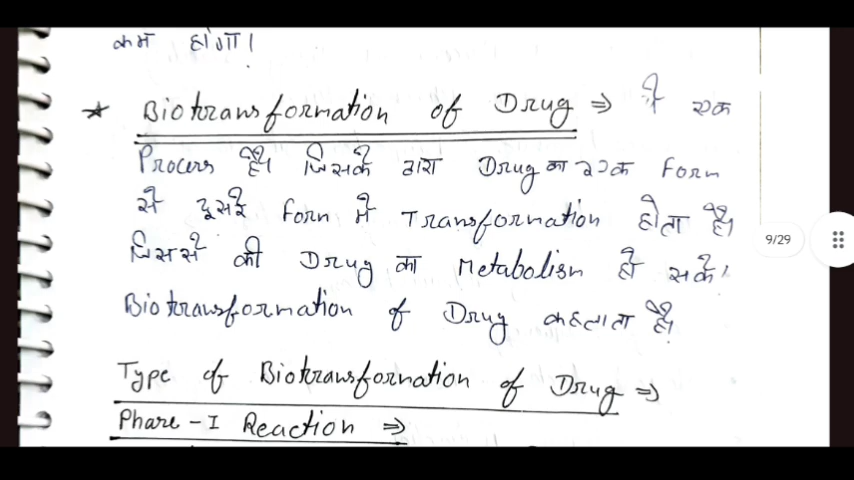 कम होगा।
* Biotransformation of Drug ⇒ ये एक
Process है। जिसके द्वारा Drug का एक Form
से दूसरे Form में Transformation होता है।
जिससे की Drug का Metabolism हो सके।
Biotransformation of Drug कहलाता है।
Type of Biotransformation of Drug ⇒
Phase-I Reaction ⇒
9/29